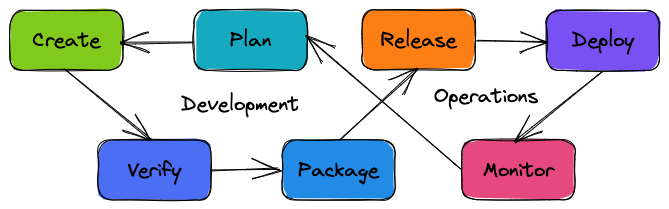 Create
Plan
Release
Deploy
Development
Operations
Verify
Package
Monitor